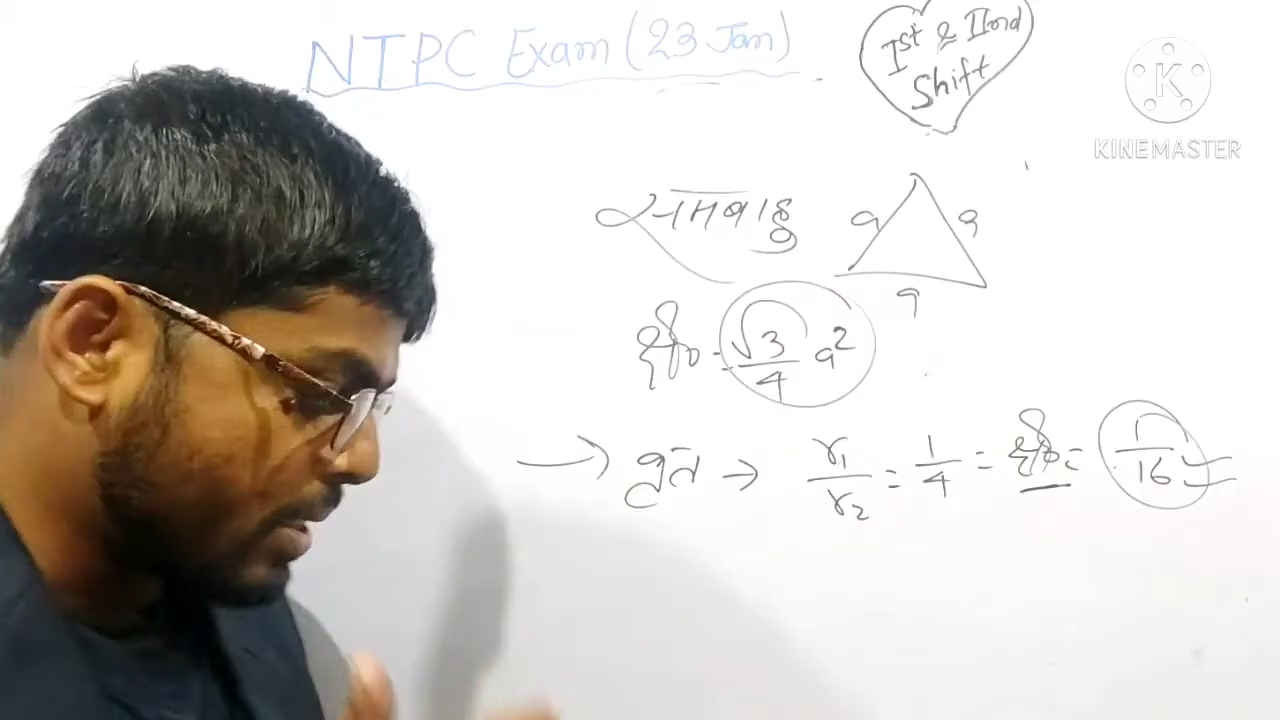 NTPC Exam (23 Jan)
Ist & IInd
Shift
K
KINEMASTER
समबाहु
a a
a
क्षे० = √3/4 a²
→ वृत → r₁/r₂ = 1/4 = क्षे० = 1/16